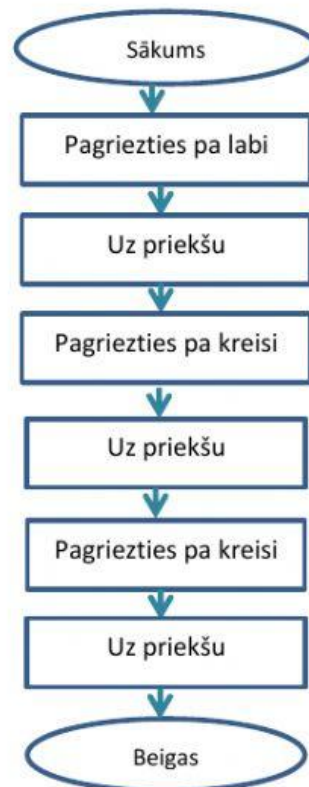 Sākums
Pagriezties pa labi
Uz priekšu
Pagriezties pa kreisi
Uz priekšu
Pagriezties pa kreisi
Uz priekšu
Beigas